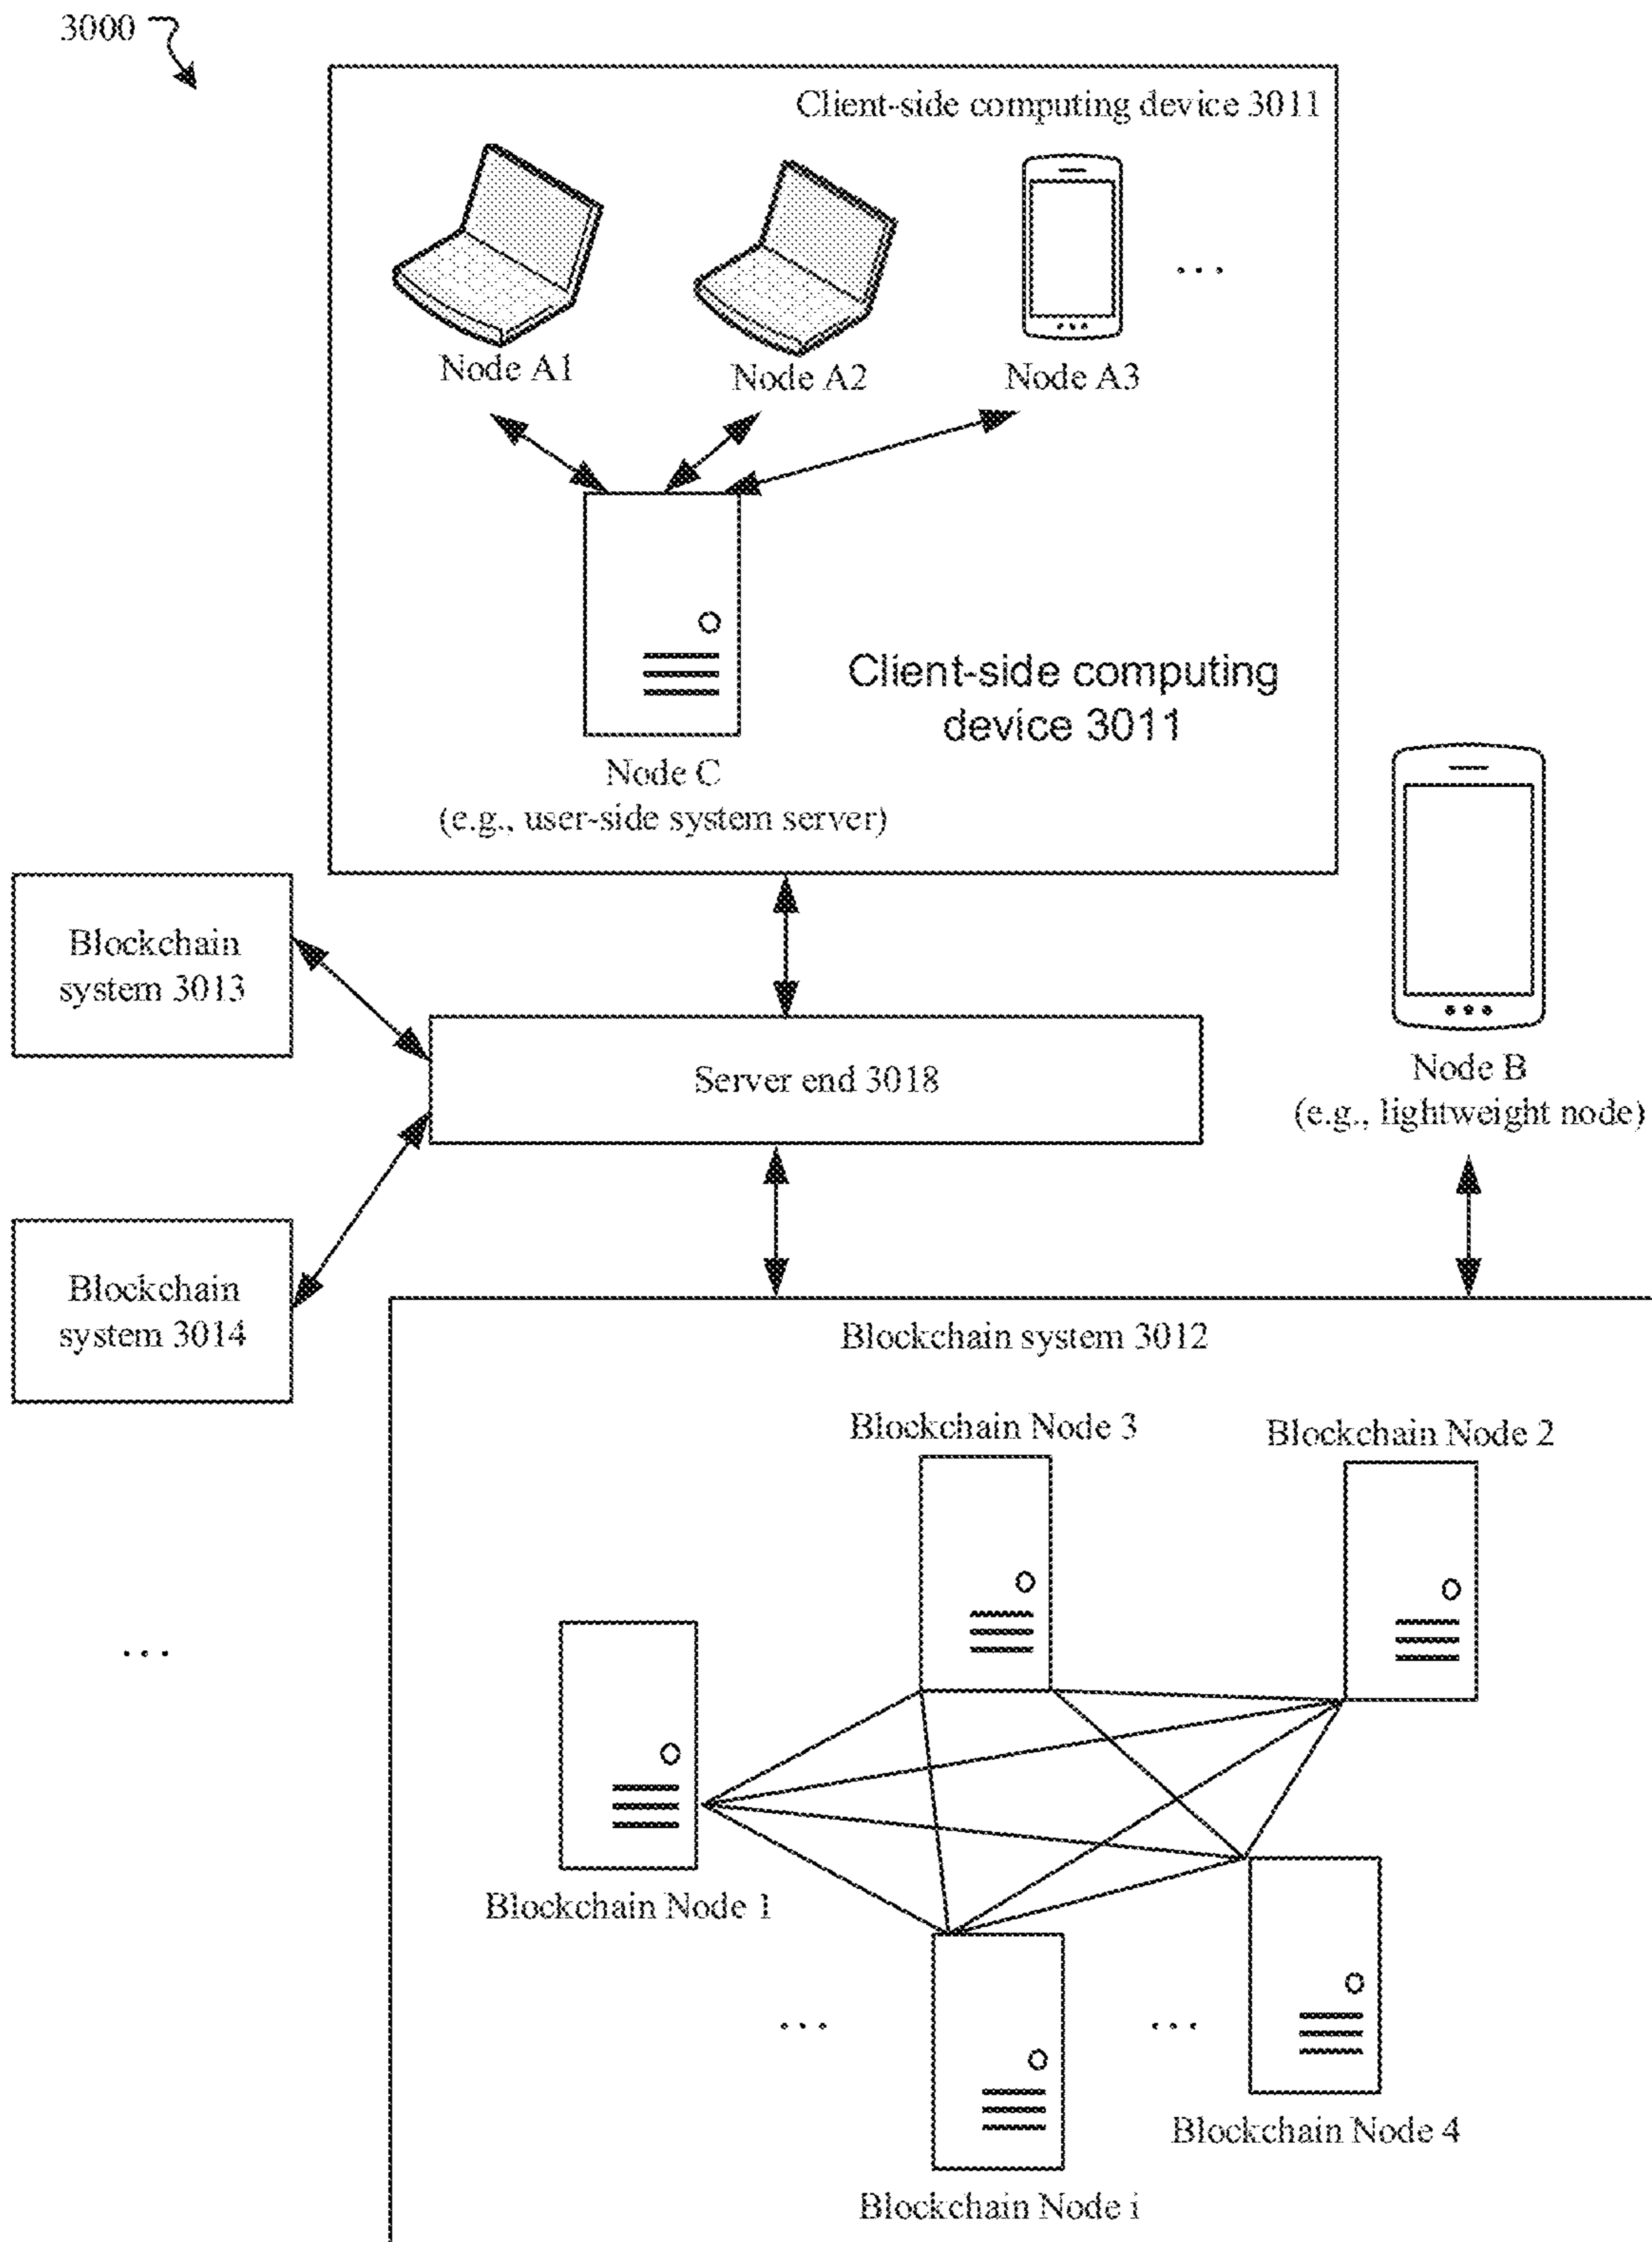 3000
Client-side computing device 3011
Node A1
Node A2
Node A3
...
Client-side computing
device 3011
Node C
(e.g., user-side system server)
Blockchain
system 3013
Server end 3018
Node B
(e.g., lightweight node)
Blockchain
system 3014
Blockchain system 3012
Blockchain Node 3
Blockchain Node 2
...
Blockchain Node 1
...
...
Blockchain Node 4
Blockchain Node i